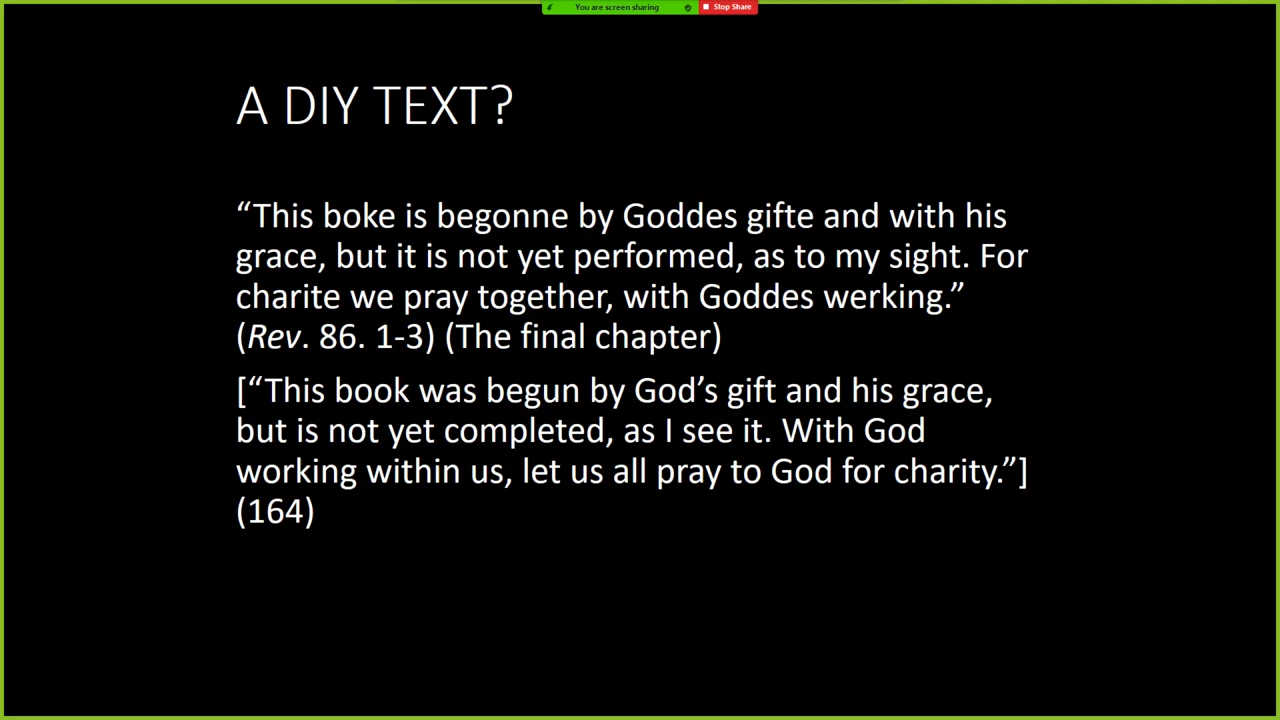 You are screen sharing
Stop Share
A DIY TEXT?
“This boke is begonne by Goddes gifte and with his
grace, but it is not yet performed, as to my sight. For
charite we pray together, with Goddes werking.”
(Rev. 86. 1-3) (The final chapter)
[“This book was begun by God’s gift and his grace,
but is not yet completed, as I see it. With God
working within us, let us all pray to God for charity.”]
(164)